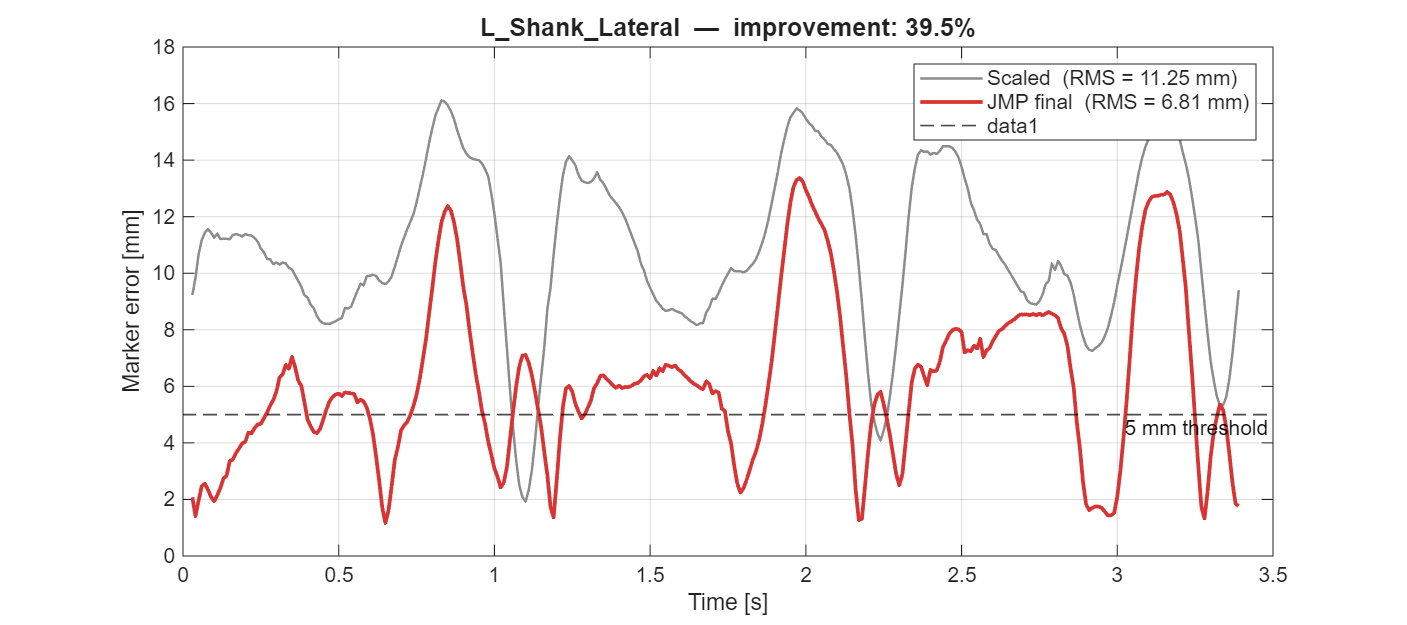 L_Shank_Lateral — improvement: 39.5%
Scaled (RMS = 11.25 mm)
JMP final (RMS = 6.81 mm)
data1
5 mm threshold
Marker error [mm]
18
16
14
12
10
8
6
4
2
0
0 0.5 1 1.5 2 2.5 3 3.5
Time [s]